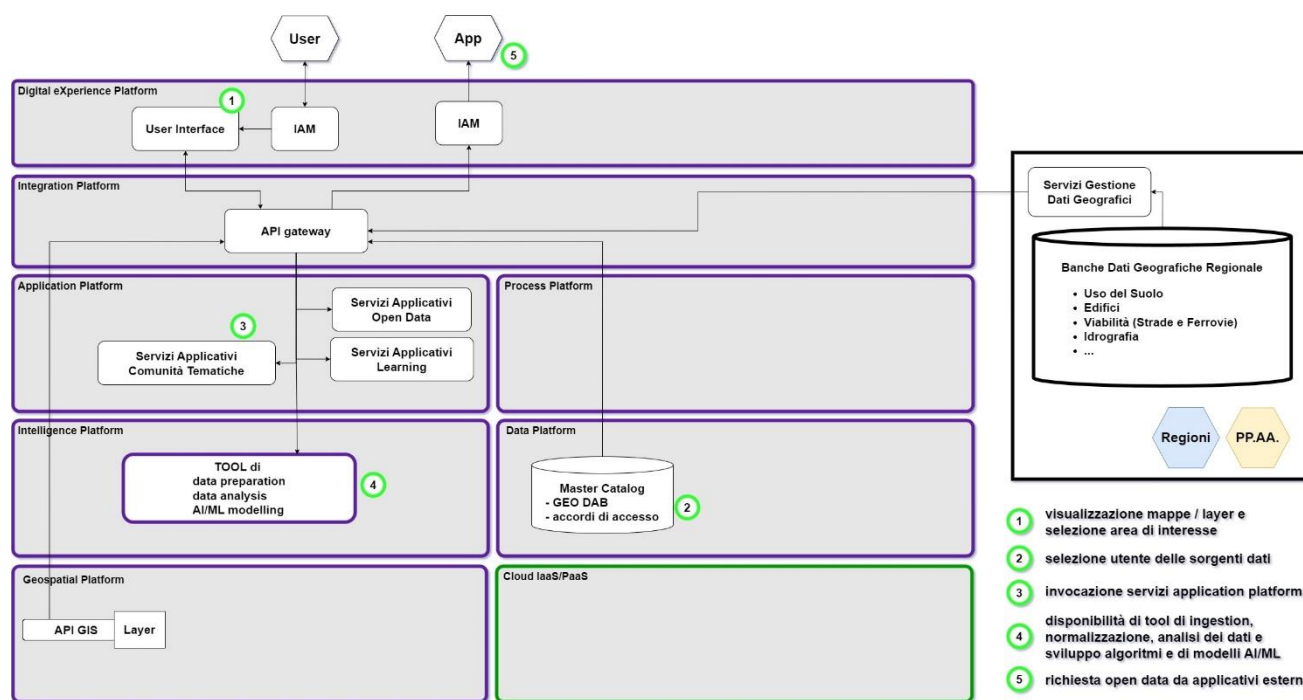 User
App
5
Digital eXperience Platform
1
User Interface
IAM
IAM
Integration Platform
API gateway
Servizi Gestione
Dati Geografici
Banche Dati Geografiche Regionale
• Uso del Suolo
• Edifici
• Viabilità (Strade e Ferrovie)
• Idrografia
• ...
Regioni
PP.AA.
Application Platform
Servizi Applicativi
Open Data
3
Servizi Applicativi
Comunità Tematiche
Servizi Applicativi
Learning
Process Platform
Intelligence Platform
TOOL di
data preparation
data analysis
AI/ML modelling
4
Data Platform
Master Catalog
- GEO DAB
- accordi di accesso
2
Geospatial Platform
API GIS
Layer
Cloud IaaS/PaaS
1 visualizzazione mappe / layer e
selezione area di interesse
2 selezione utente delle sorgenti dati
3 invocazione servizi application platform
4 disponibilità di tool di ingestion,
normalizzazione, analisi dei dati e
sviluppo algoritmi e di modelli AI/ML
5 richiesta open data da applicativi estern